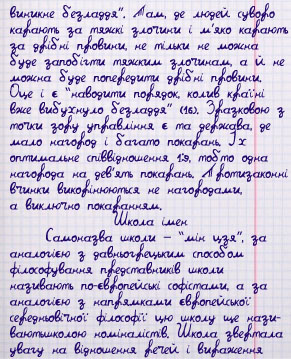 виникне безладдя". Там, де людей суворо
карають за тяжкі злочини і м'яко карають
за дрібні провини, не тільки не можна
буде запобігти тяжким злочинам, а й не
можна буде попередити дрібні провини.
Оце і є "наводити порядок, коли в країні
вже вибухнуло безладдя" (16). Зразковою з
точки зору управління є та держава, де
мало нагород і багато покарань. Їх
оптимальне співвідношення 1:9, тобто одна
нагорода на дев'ять покарань. Протизаконні
вчинки викорінюються не нагородами,
а виключно покаранням.
Школа імен
Самоназва школи – "мін цзя", за
аналогією з давньогрецьким способом
філософування представників школи
називають по-європейські софістами, а за
аналогією з напрямками європейської
середньовічної філософії цю школу ще нази-
ваютьшколою номіналістів. Школа звертала
увагу на відношення речей і вираження